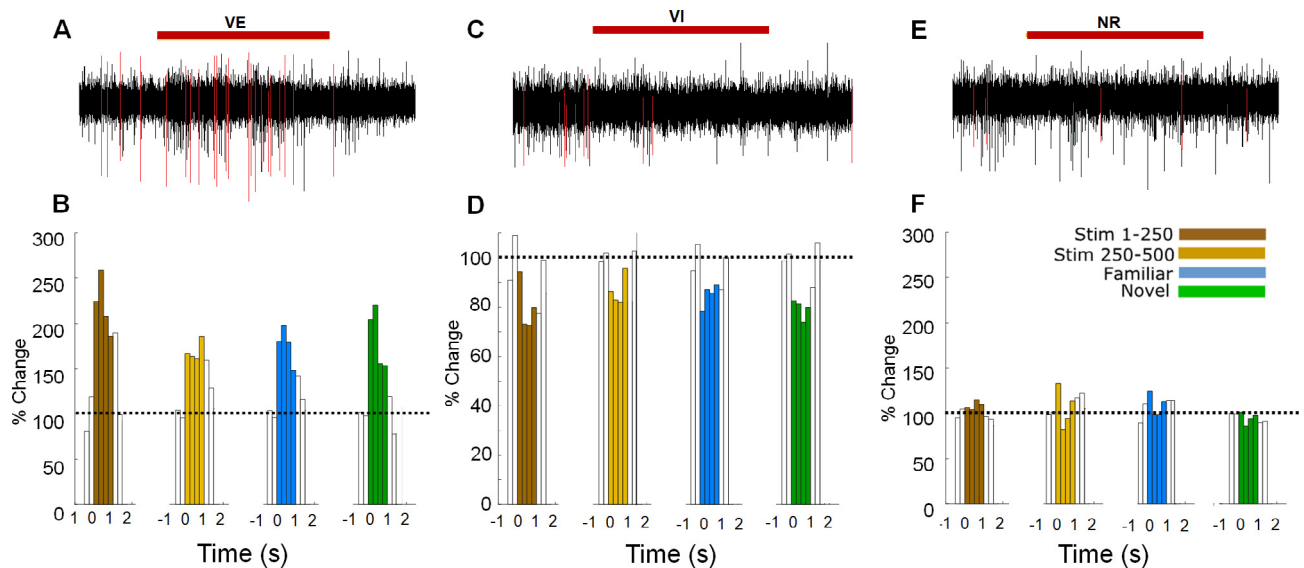 A
VE
C
VI
E
NR
B
300
250
200
150
100
50
0
% Change
1 0 1 2
-1 0 1 2
-1 0 1 2
-1 0 1 2
Time (s)
D
100
80
60
40
20
0
% Change
-1 0 1 2
-1 0 1 2
-1 0 1 2
-1 0 1 2
Time (s)
F
300
250
200
150
100
50
0
% Change
-1 0 1 2
-1 0 1 2
-1 0 1 2
-1 0 1 2
Time (s)
Stim 1-250
Stim 250-500
Familiar
Novel